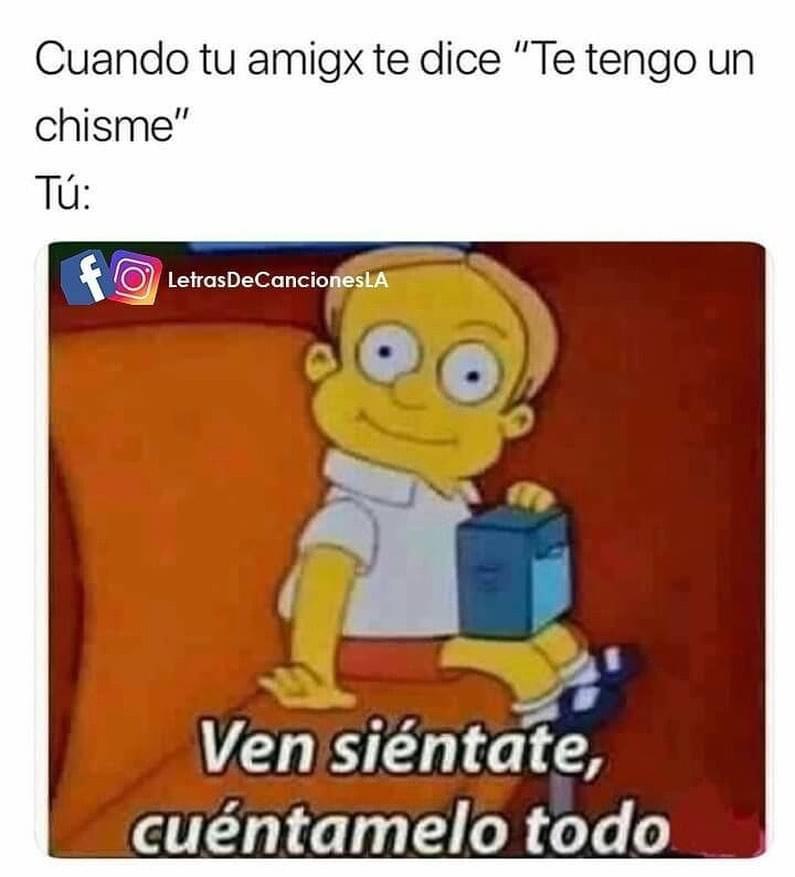 Cuando tu amigx te dice "Te tengo un
chisme"
Tú:
LetrasDeCancionesLA
Ven siéntate,
cuéntamelo todo